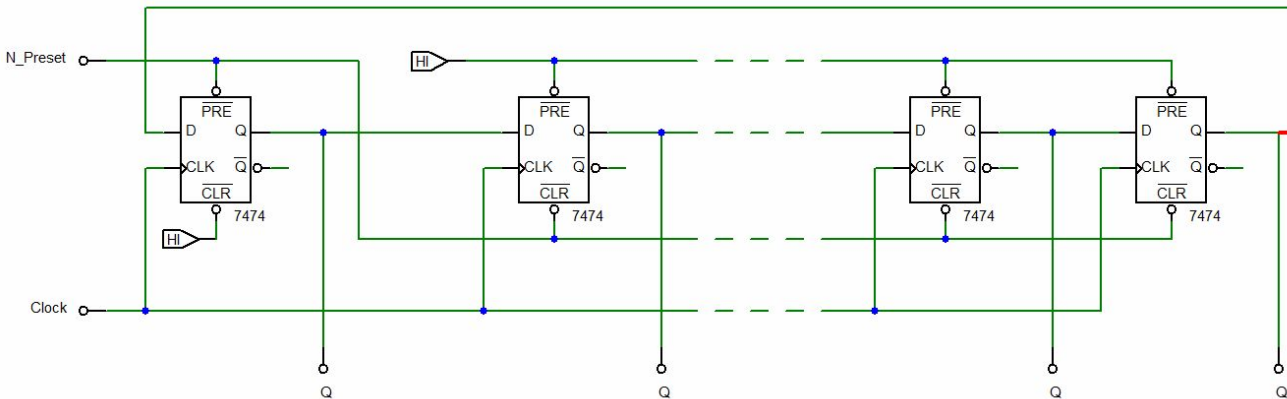 N_Preset
HI
PRE PRE PRE PRE
D Q D Q D Q D Q
CLK Q CLK Q CLK Q CLK Q
CLR CLR CLR CLR
7474 7474 7474 7474
HI
Clock
Q Q Q Q